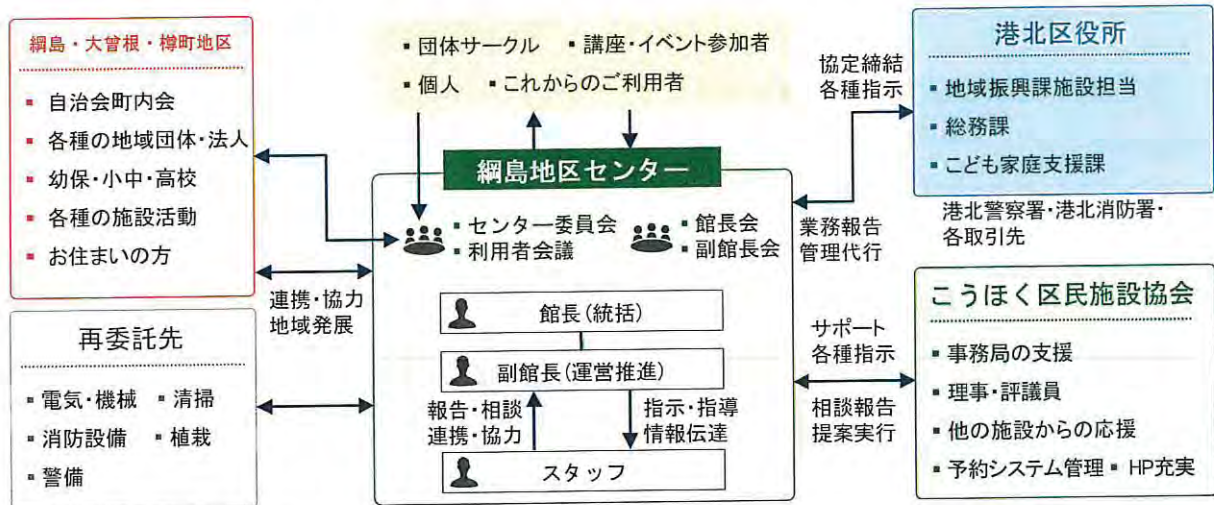 綱島・大曽根・樽町地区
▪ 自治会町内会
▪ 各種の地域団体・法人
▪ 幼保・小中・高校
▪ 各種の施設活動
▪ お住まいの方
再委託先
▪ 電気・機械 ▪ 清掃
▪ 消防設備 ▪ 植栽
▪ 警備
▪ 団体サークル ▪ 講座・イベント参加者
▪ 個人 ▪ これからのご利用者
綱島地区センター
▪ センター委員会
▪ 利用者会議
▪ 館長会
▪ 副館長会
連携・協力
地域発展
館長(統括)
副館長(運営推進)
報告・相談
連携・協力
指示・指導
情報伝達
スタッフ
協定締結
各種指示
業務報告
管理代行
サポート
各種指示
相談報告
提案実行
港北区役所
▪ 地域振興課施設担当
▪ 総務課
▪ こども家庭支援課
港北警察署・港北消防署・
各取引先
こうほく区民施設協会
▪ 事務局の支援
▪ 理事・評議員
▪ 他の施設からの応援
▪ 予約システム管理 ▪ HP充実